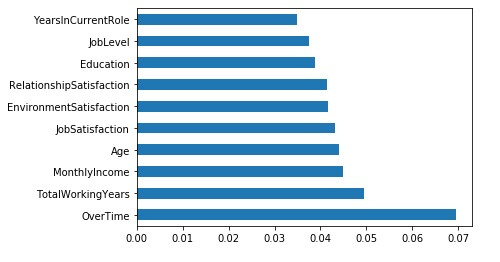 YearsInCurrentRole
JobLevel
Education
RelationshipSatisfaction
EnvironmentSatisfaction
JobSatisfaction
Age
MonthlyIncome
TotalWorkingYears
OverTime
0.00 0.01 0.02 0.03 0.04 0.05 0.06 0.07